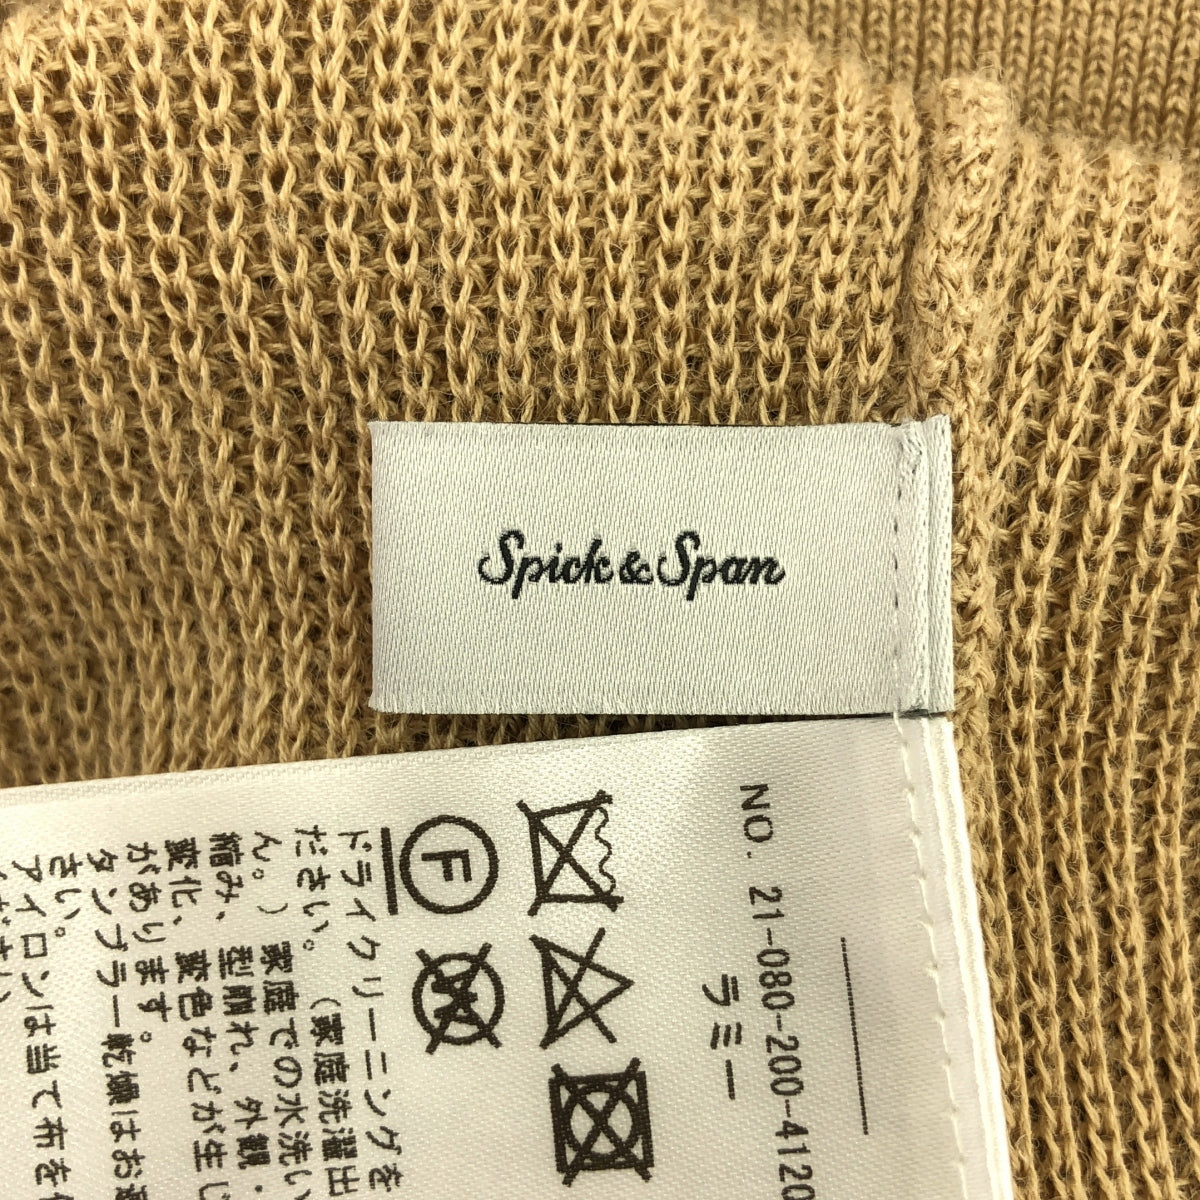 Spick & Span
NO. 21-080-200-4120
ラミー
F
W
ドライクリーニングを
ださい。(家庭洗濯出
ん。)家庭での水洗い
縮み、型崩れ、外観・
変化、変色などが生じ
があります。
タンブラー乾燥はお
さい。
アイロンは当て布を